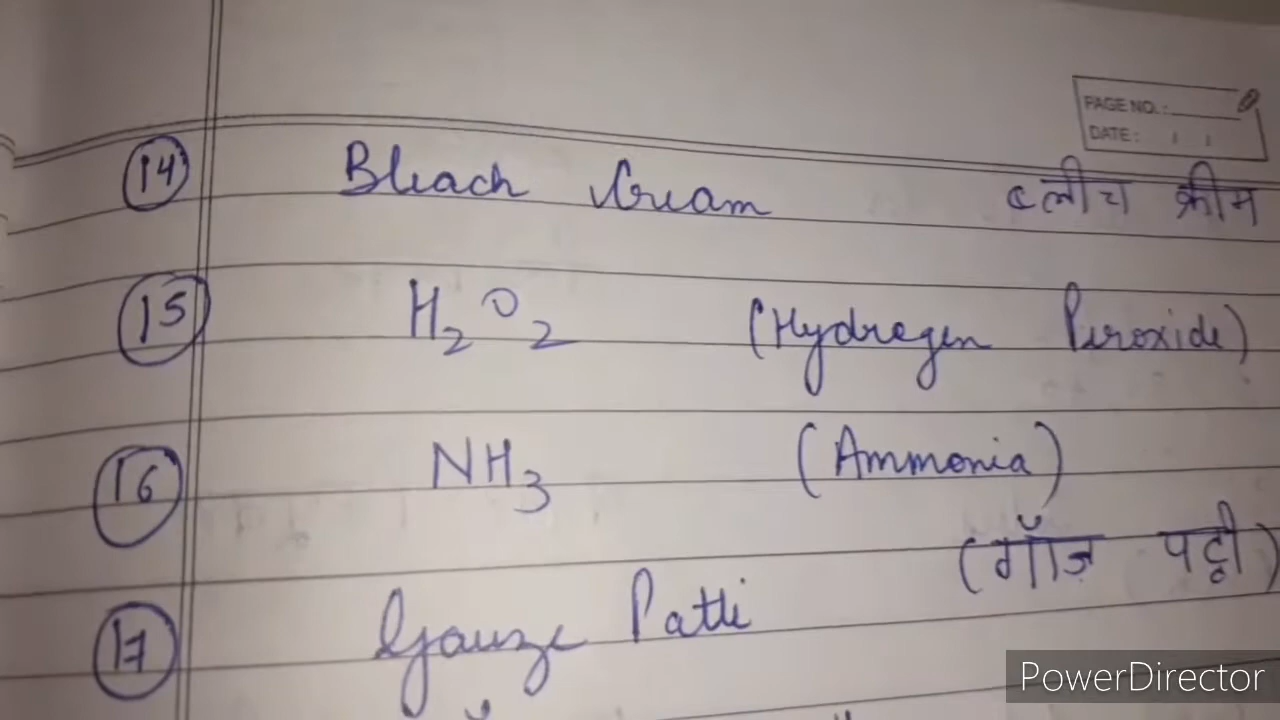 PAGE NO.:
DATE:
14 Bleach Cream ब्लीच क्रीम
15 H₂O₂ (Hydrogen Peroxide)
16 NH₃ (Ammonia)
17 Gauze Patti (गॉज़ पट्टी)
PowerDirector